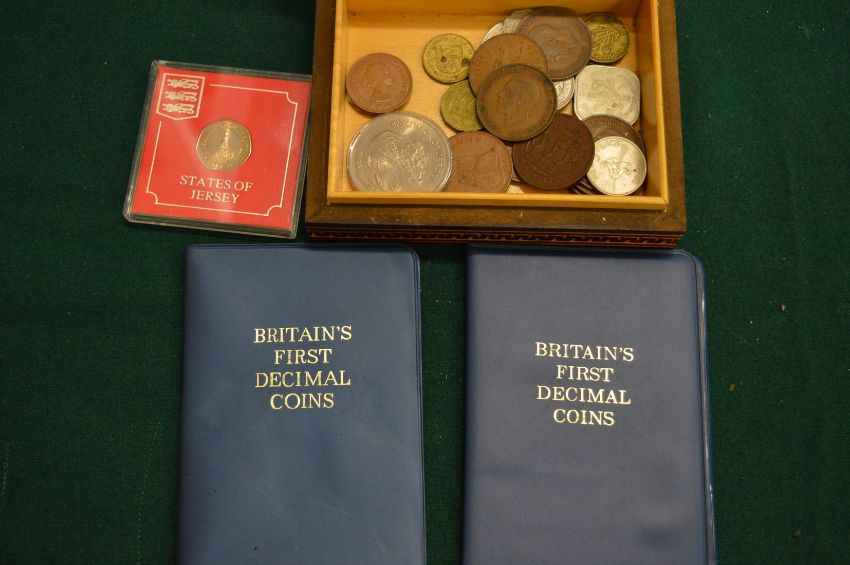 STATES OF
JERSEY
BRITAIN'S
FIRST
DECIMAL
COINS
BRITAIN'S
FIRST
DECIMAL
COINS